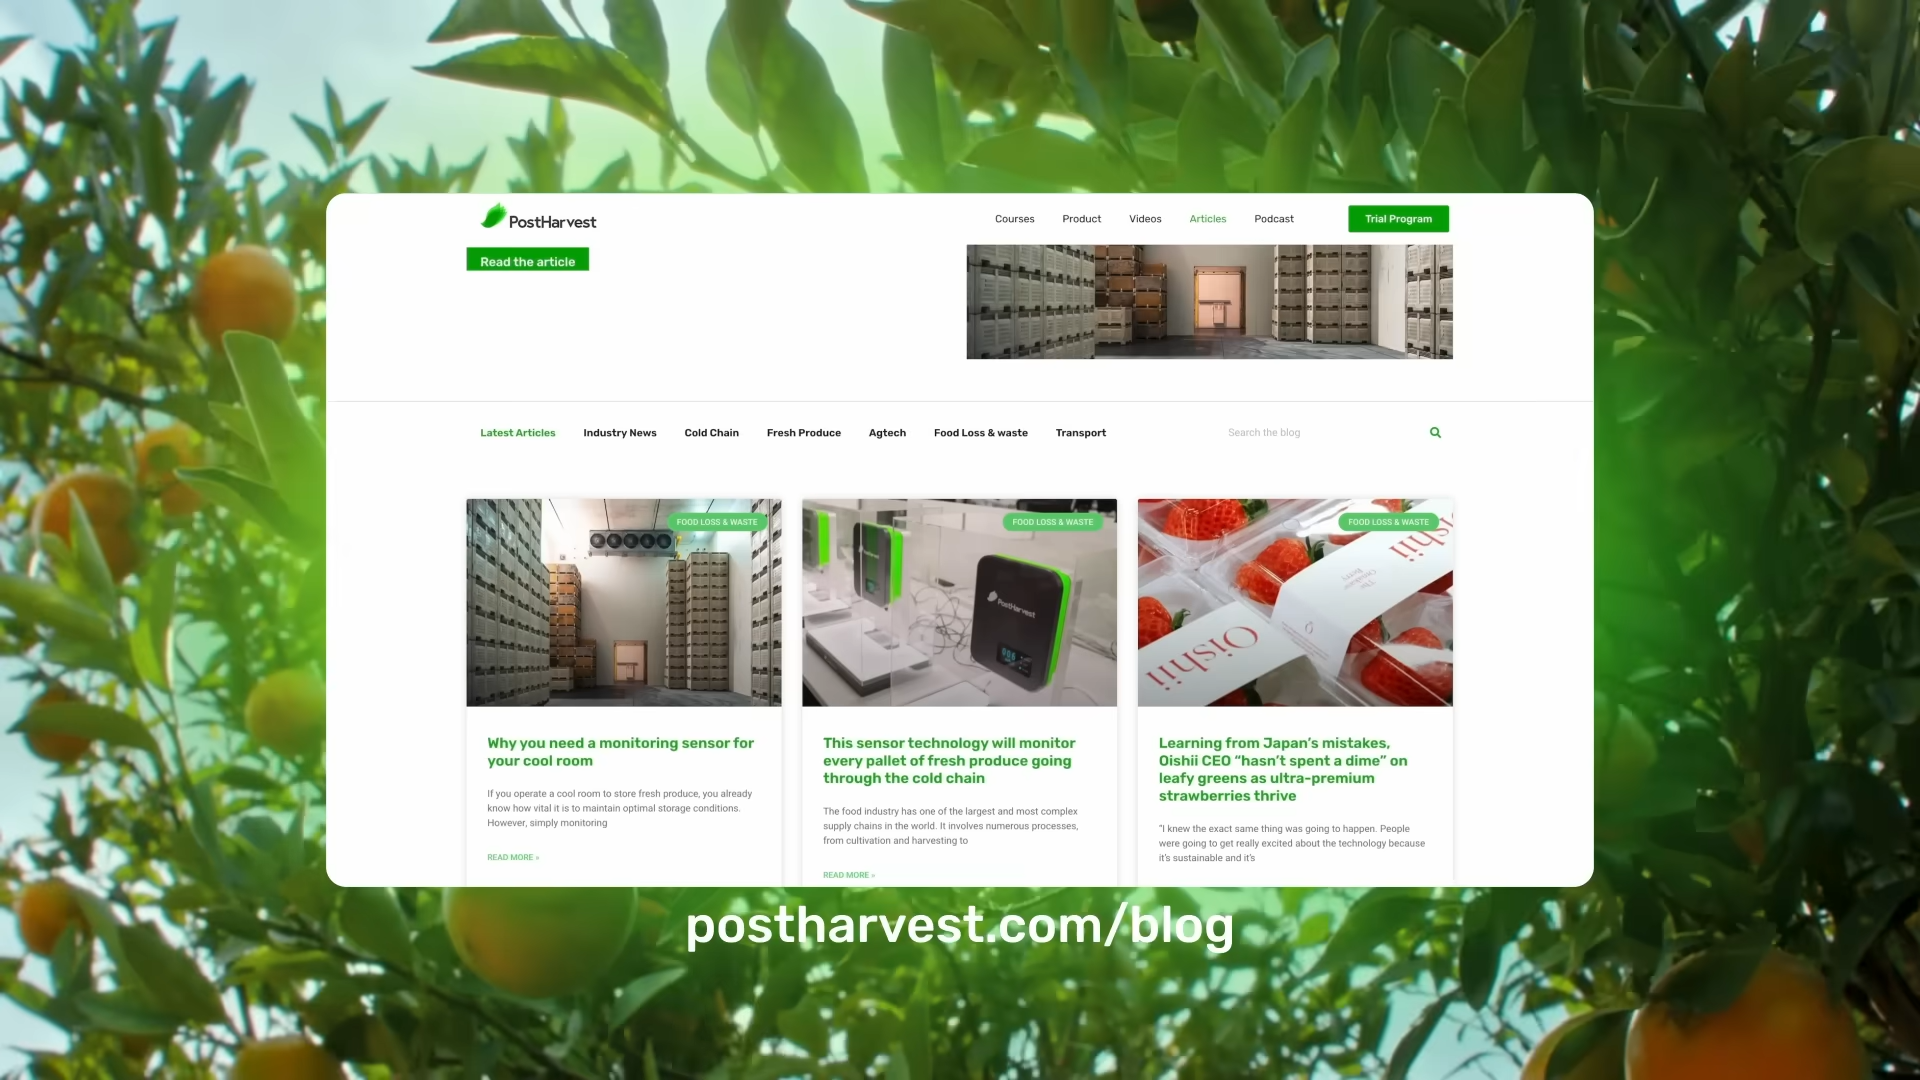 PostHarvest
Courses Product Videos Articles Podcast Trial Program
Read the article
Latest Articles Industry News Cold Chain Fresh Produce Agtech Food Loss & waste Transport Search the blog
FOOD LOSS & WASTE
FOOD LOSS & WASTE
PostHarvest
PostHarvest
FOOD LOSS & WASTE
Oishii
The
Omakase
Berry
Oishii
Why you need a monitoring sensor for
your cool room
If you operate a cool room to store fresh produce, you already
know how vital it is to maintain optimal storage conditions.
However, simply monitoring
READ MORE »
This sensor technology will monitor
every pallet of fresh produce going
through the cold chain
The food industry has one of the largest and most complex
supply chains in the world. It involves numerous processes,
from cultivation and harvesting to
READ MORE »
Learning from Japan’s mistakes,
Oishii CEO “hasn’t spent a dime” on
leafy greens as ultra-premium
strawberries thrive
“I knew the exact same thing was going to happen. People
were going to get really excited about the technology because
it’s sustainable and it’s
postharvest.com/blog